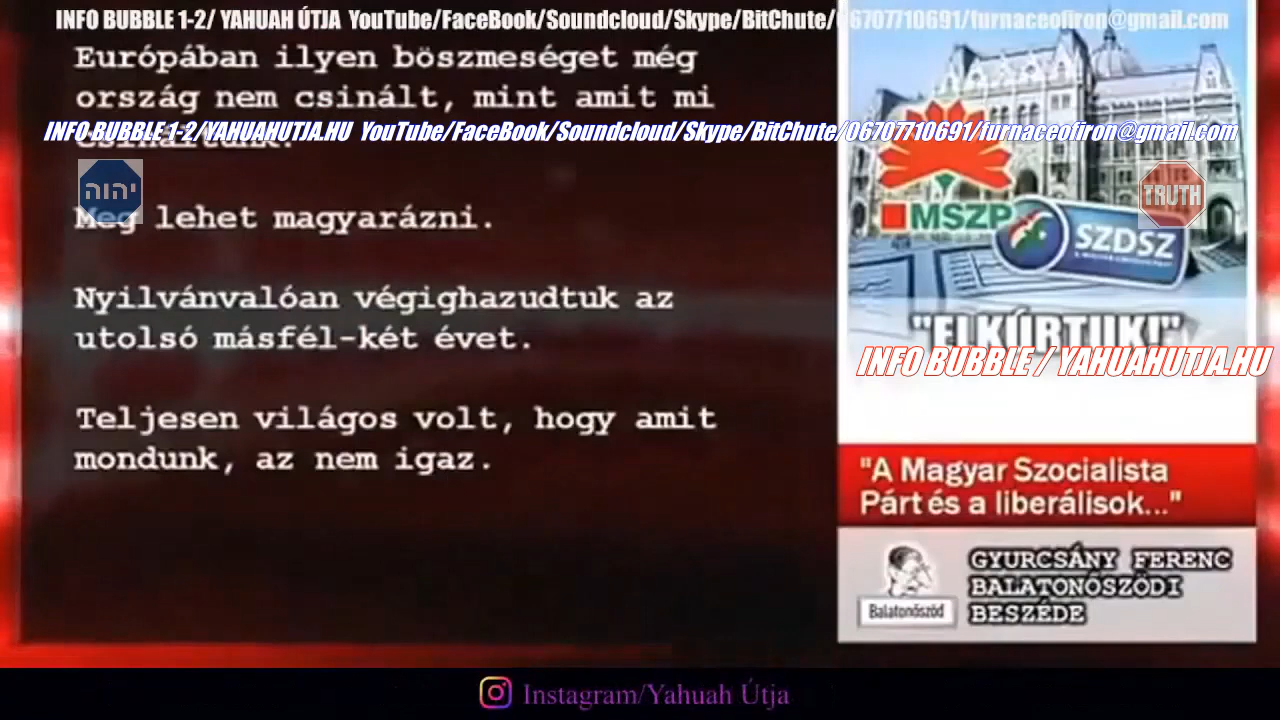 INFO BUBBLE 1-2/ YAHUAH ÚTJA YouTube/FaceBook/Soundcloud/Skype/BitChute/06707710691/furnaceofiron@gmail.com
Európában ilyen böszmeséget még
ország nem csinált, mint amit mi
csináltunk.
INFO BUBBLE 1-2/YAHUAHUTJA.HU YouTube/FaceBook/Soundcloud/Skype/BitChute/06707710691/furnaceofiron@gmail.com
יהוה
Meg lehet magyarázni.
Nyilvánvalóan végighazudtuk az
utolsó másfél-két évet.
Teljesen világos volt, hogy amit
mondunk, az nem igaz.
TRUTH
MSZP
SZDSZ
"ELKÚRTUK!"
INFO BUBBLE / YAHUAHUTJA.HU
"A Magyar Szocialista
Párt és a liberálisok..."
Balatonőszöd
GYURCSÁNY FERENC
BALATONŐSZÖDI
BESZÉDE
Instagram/Yahuah Útja